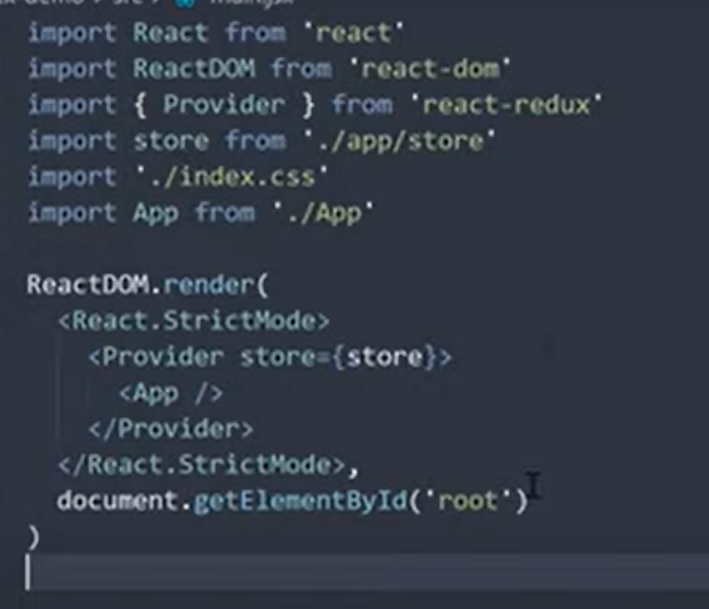 import React from 'react'
import ReactDOM from 'react-dom'
import { Provider } from 'react-redux'
import store from './app/store'
import './index.css'
import App from './App'
ReactDOM.render(
<React.StrictMode>
<Provider store={store}>
<App />
</Provider>
</React.StrictMode>,
document.getElementById('root')
)